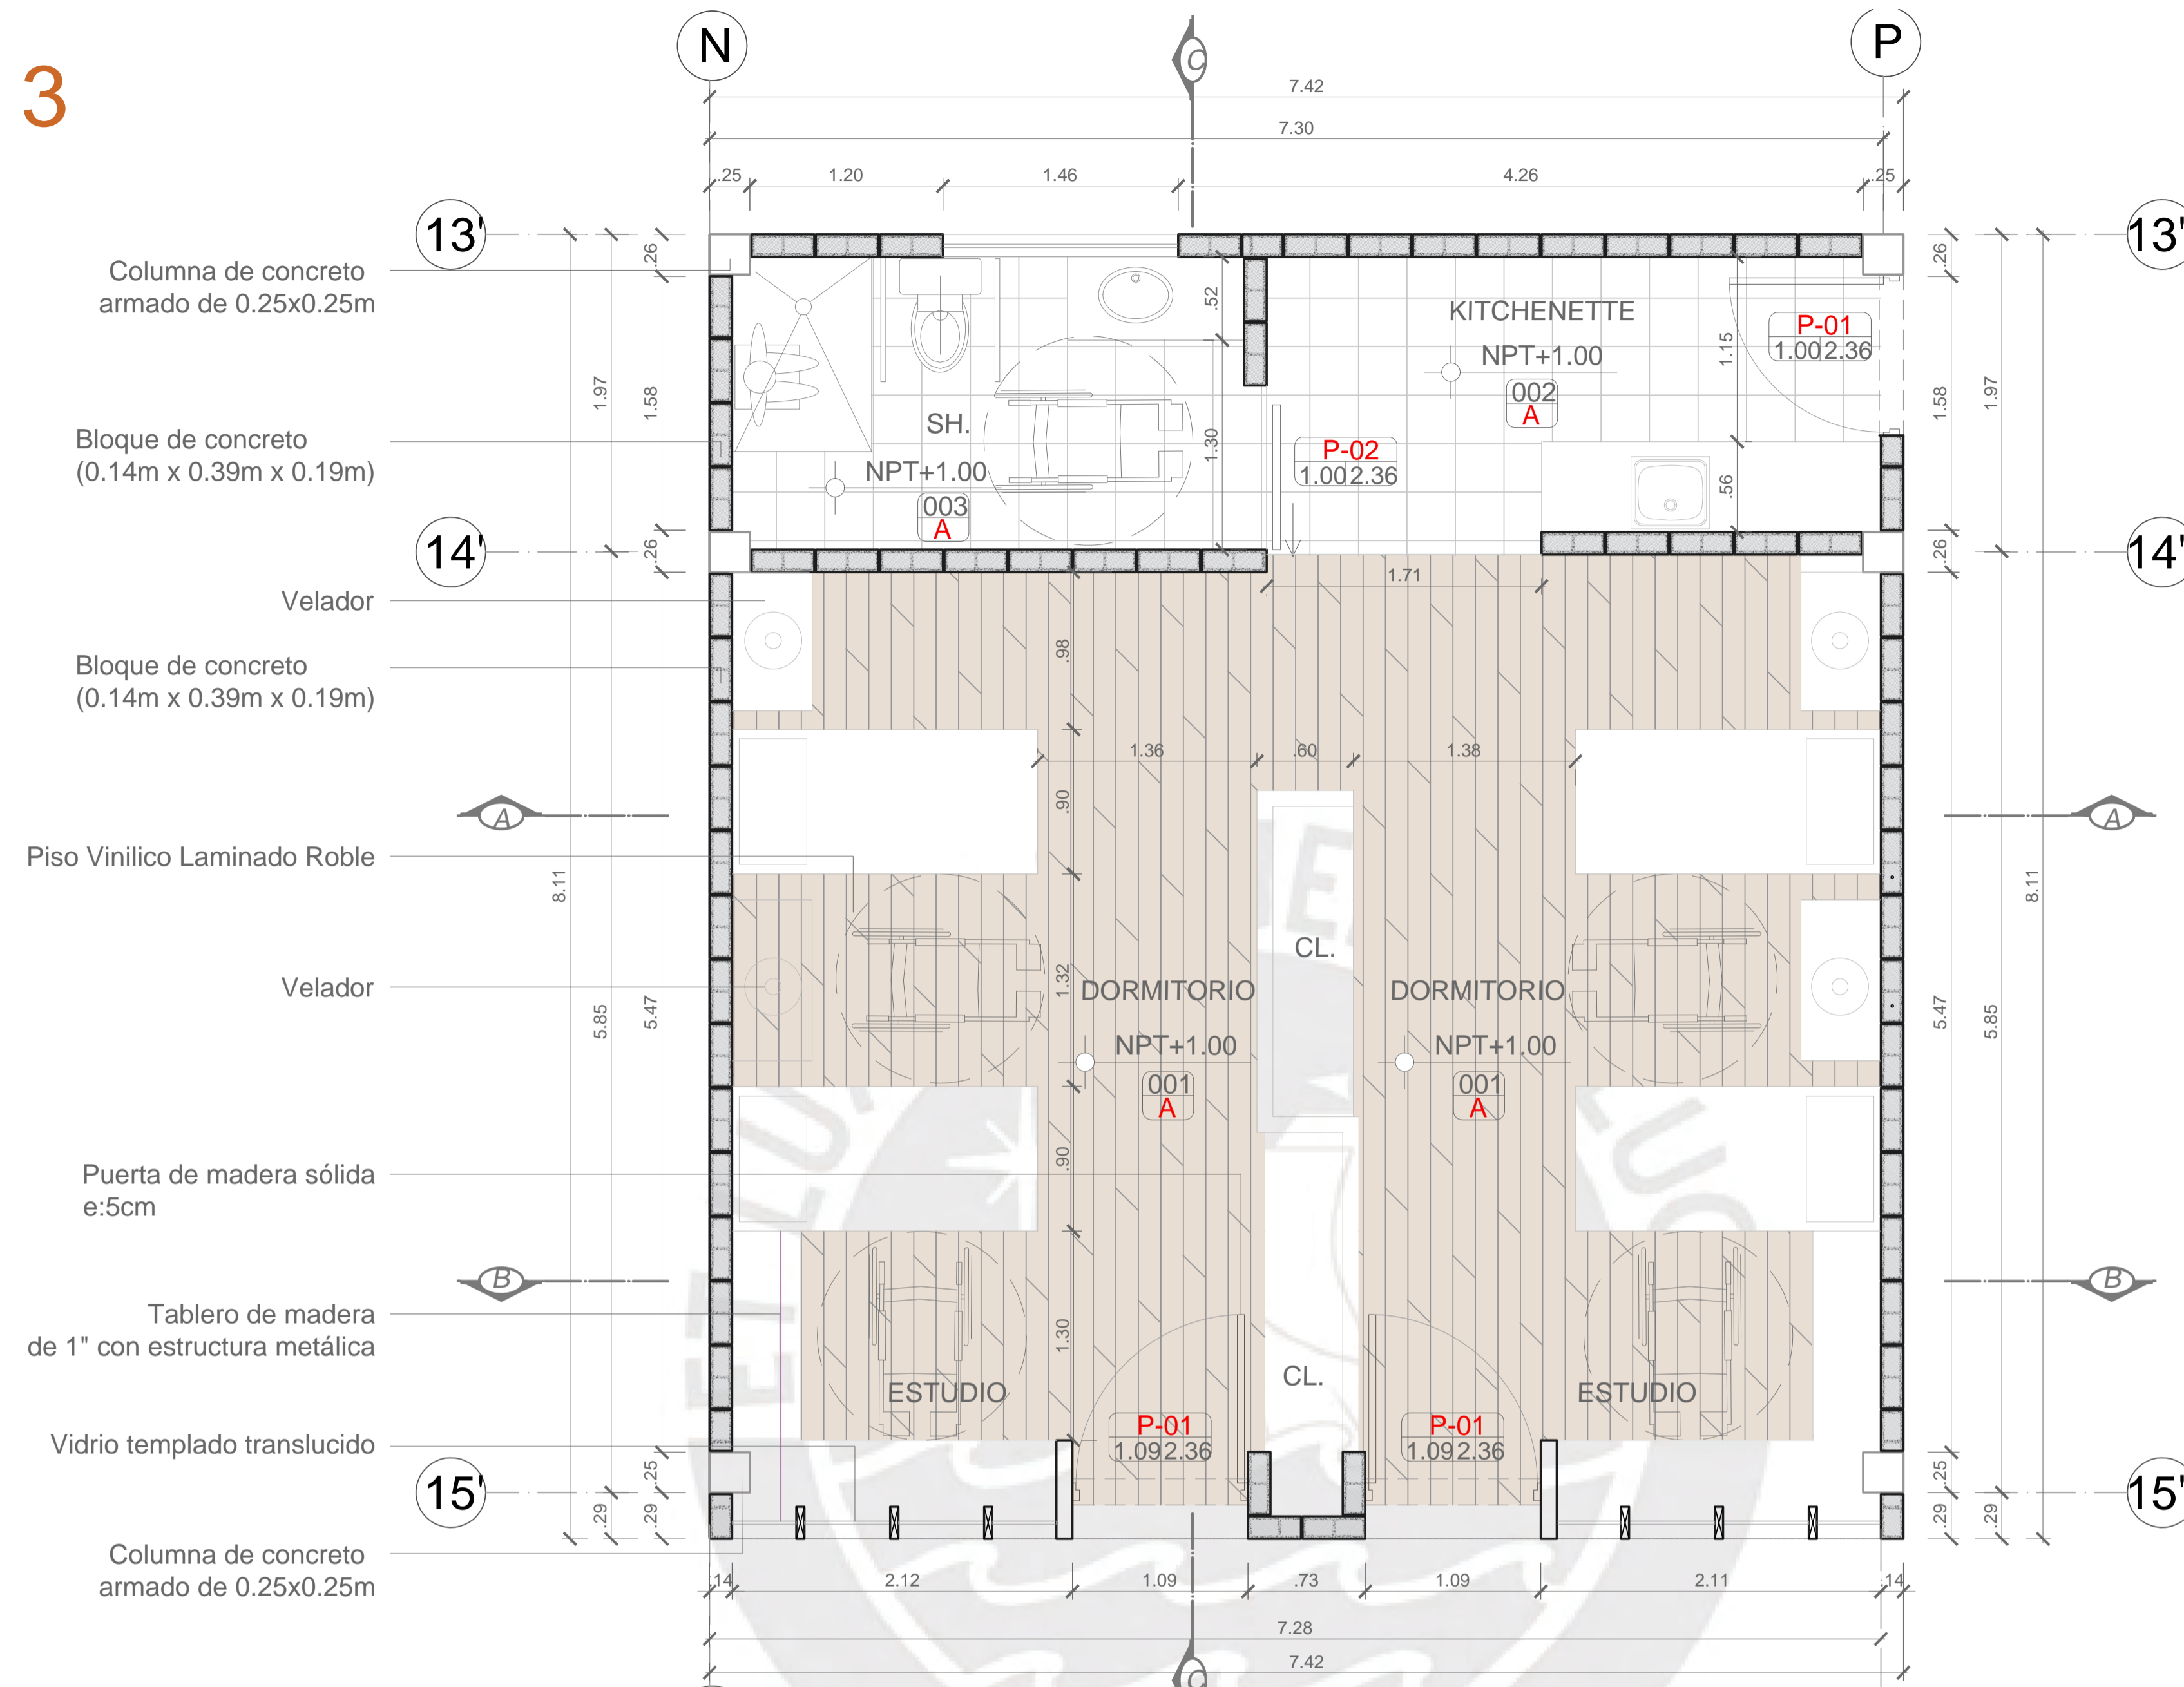 3
N
P
C
7.42
7.30
.25
1.20
1.46
4.26
.25
13'
13'
Columna de concreto
armado de 0.25x0.25m
.26
.26
.52
KITCHENETTE
P-01
1.00 2.36
NPT+1.00
1.15
002
A
1.97
1.58
1.58
1.97
SH.
Bloque de concreto
(0.14m x 0.39m x 0.19m)
1.30
P-02
1.00 2.36
NPT+1.00
003
A
.56
14'
.26
.26
14'
1.71
Velador
.98
Bloque de concreto
(0.14m x 0.39m x 0.19m)
1.36
.60
1.38
A
.90
A
Piso Vinilico Laminado Roble
8.11
8.11
CL.
Velador
5.85
5.47
1.32
DORMITORIO
DORMITORIO
5.47
5.85
NPT+1.00
NPT+1.00
001
A
001
A
Puerta de madera sólida
e:5cm
.90
B
B
Tablero de madera
de 1" con estructura metálica
1.30
CL.
ESTUDIO
ESTUDIO
P-01
1.09 2.36
P-01
1.09 2.36
Vidrio templado translucido
.25
.25
15'
15'
.29
.29
.29
.29
Columna de concreto
armado de 0.25x0.25m
.14
2.12
1.09
.73
1.09
2.11
.14
7.28
7.42
C